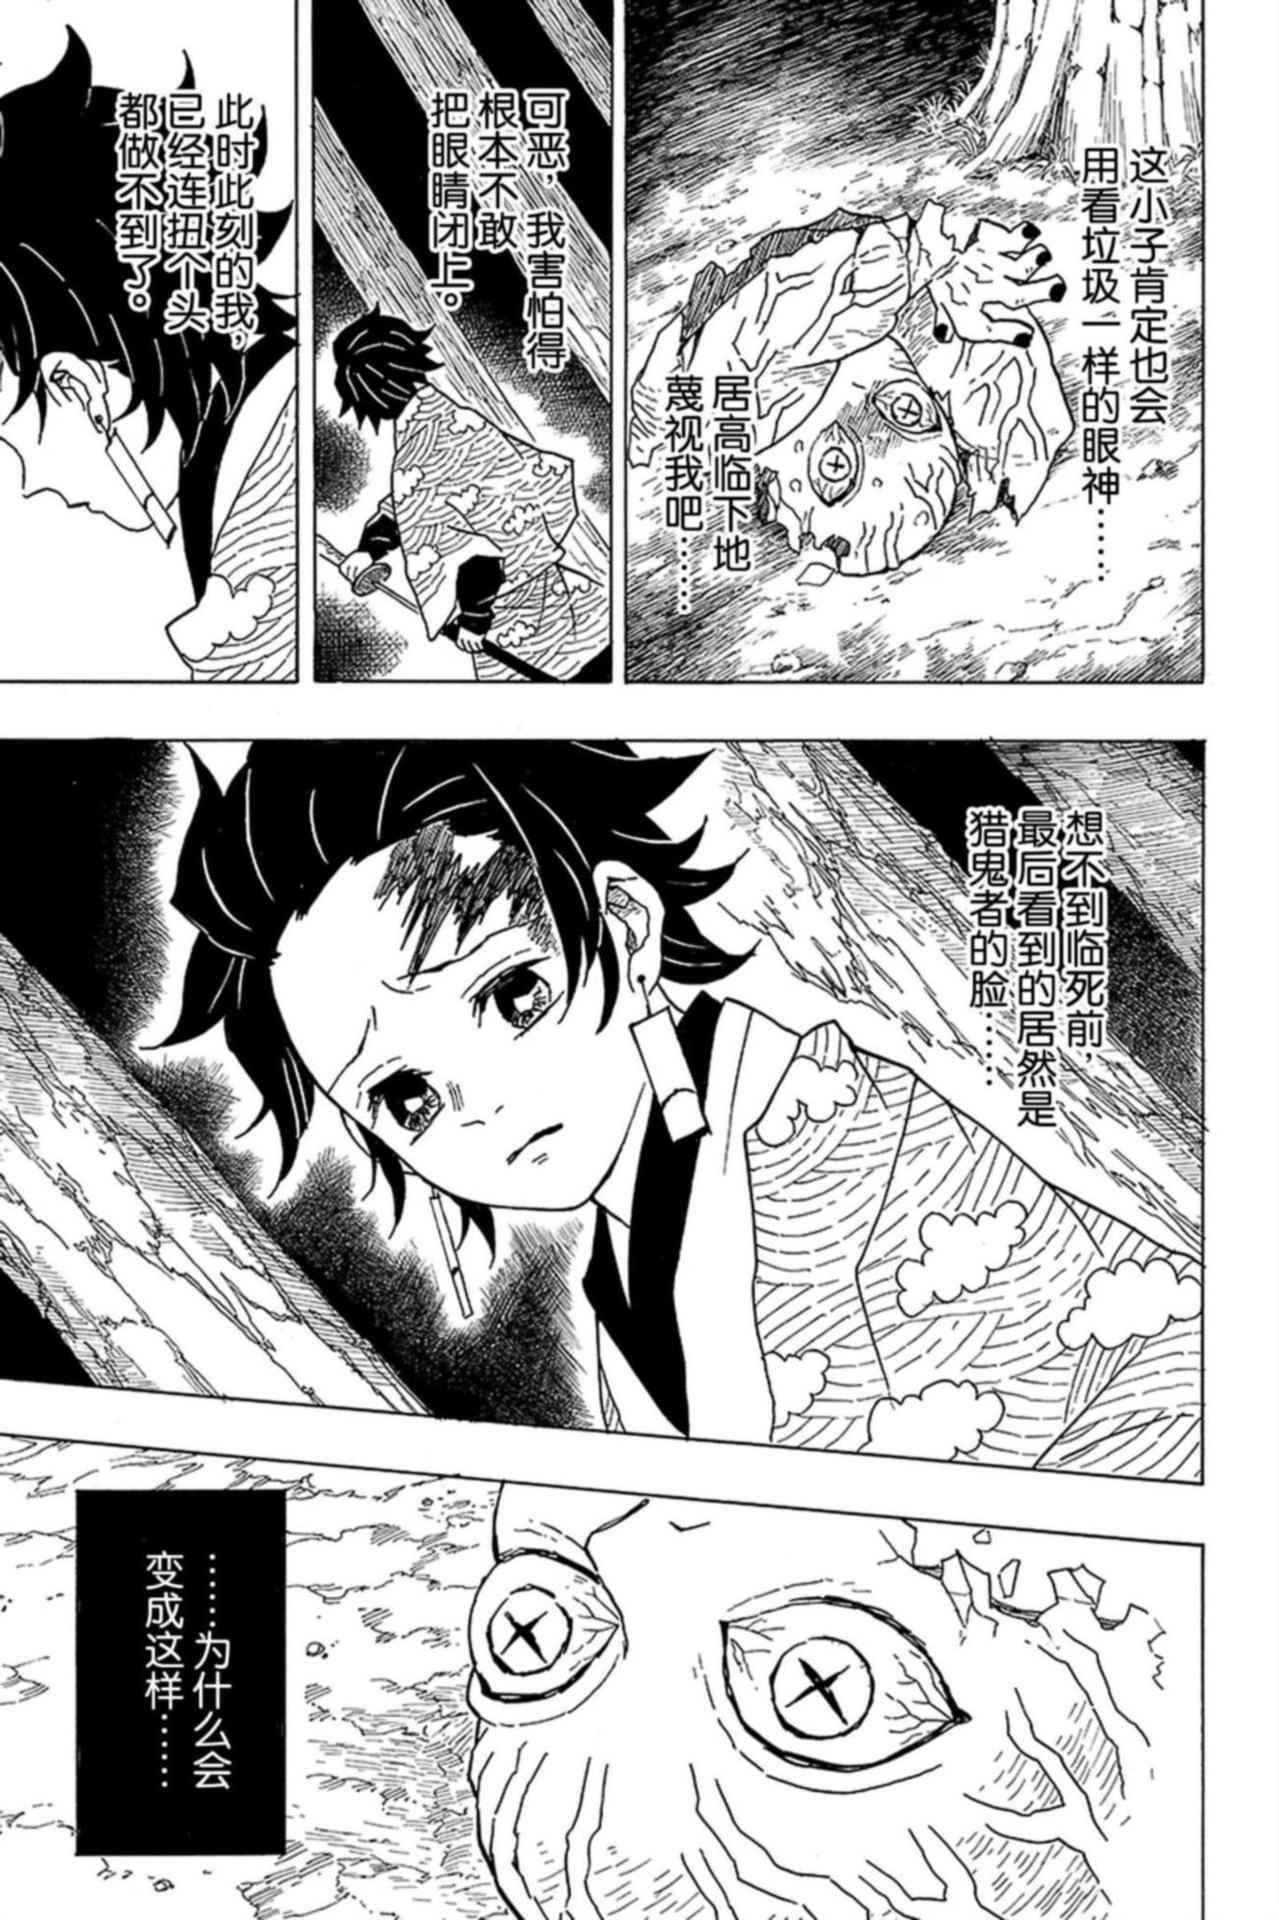 这小子肯定也会
用看垃圾一样的眼神……
居高临下地
蔑视我吧……
可恶，我害怕得
根本不敢
把眼睛闭上。
此时此刻的我，
已经连扭个头
都做不到了。
想不到临死前，
最后看到的居然是
猎鬼者的脸……
……为什么会
变成这样……